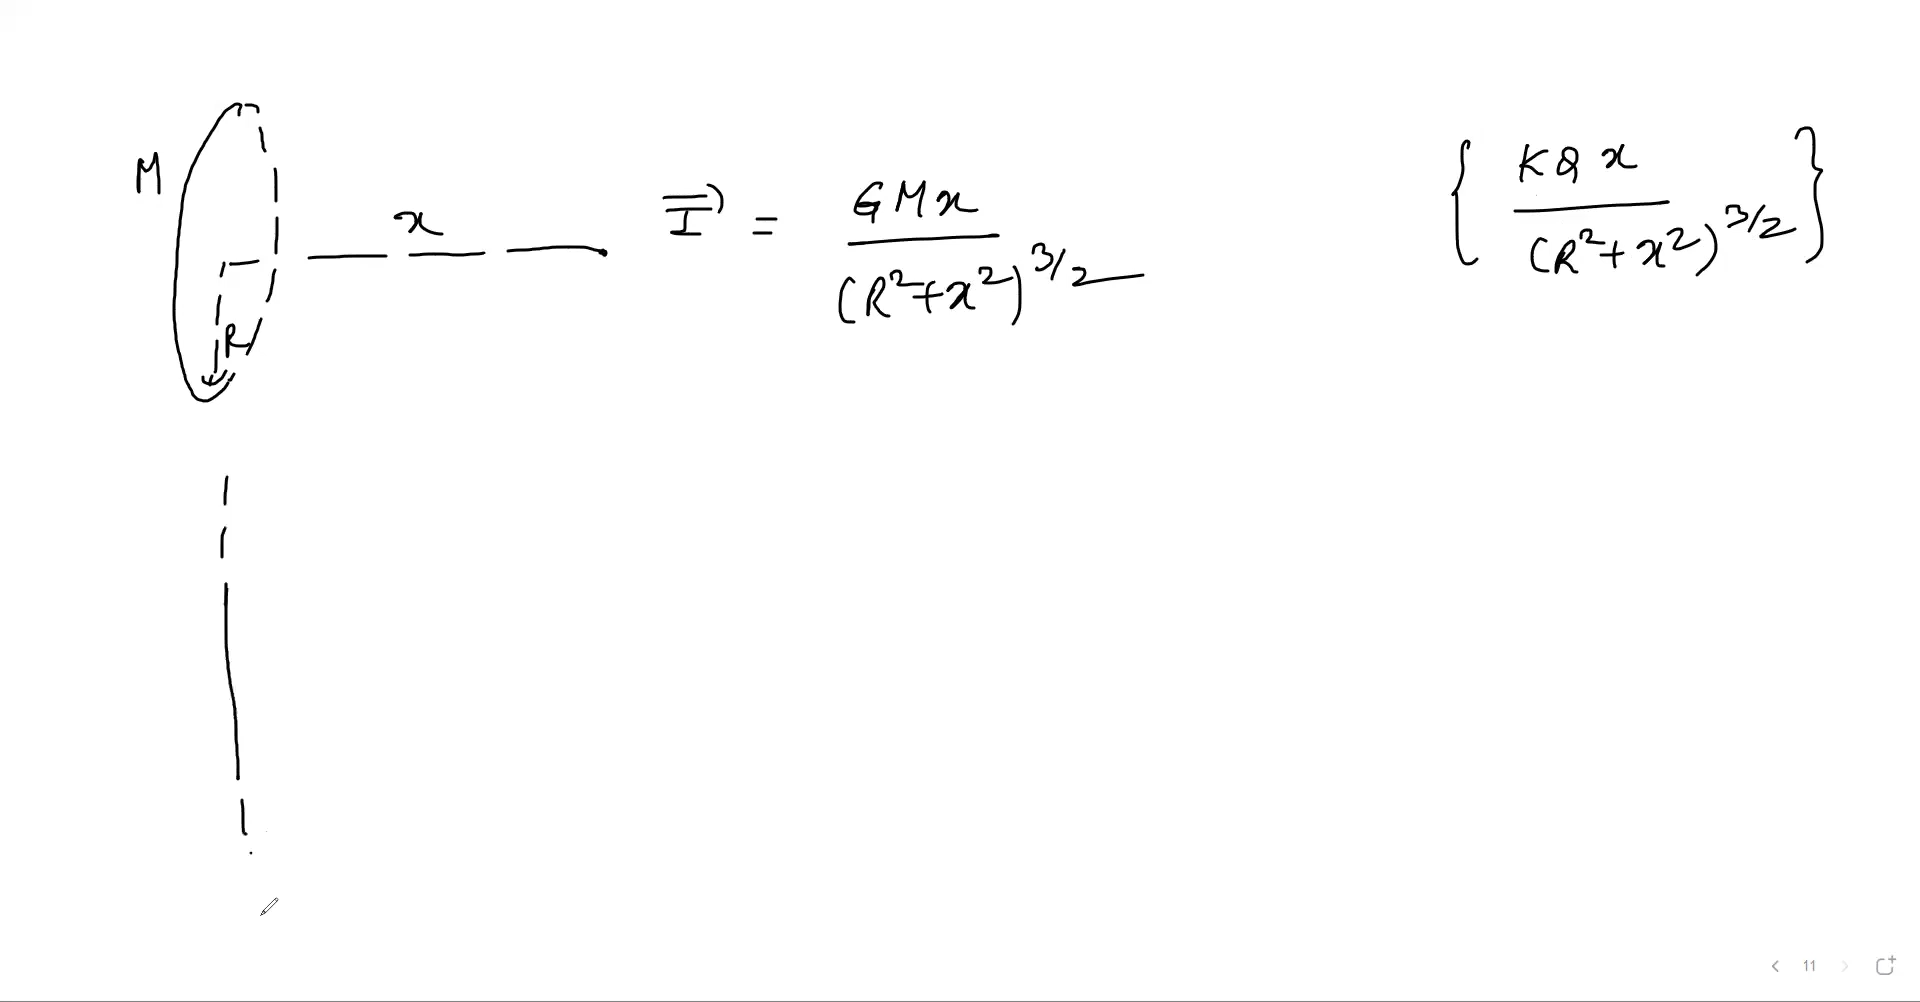 M
x
R
I⃗ = GMx / (R²+x²)^3/2
{ KQx / (R²+x²)^3/2 }
11